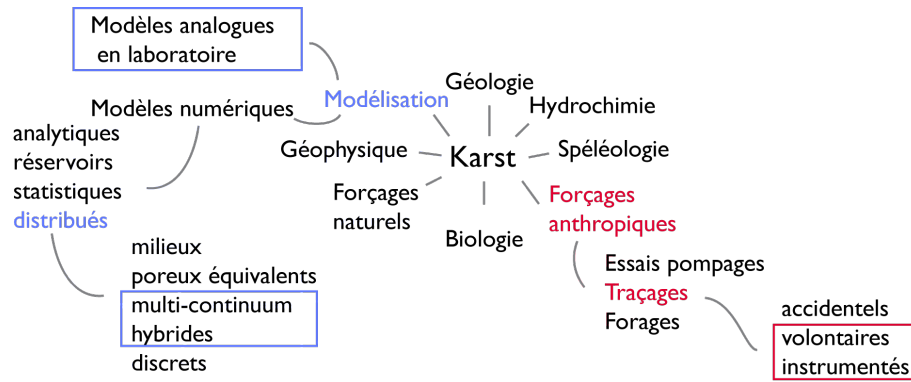 Modèles analogues
en laboratoire
Modélisation
Géologie
Modèles numériques
Hydrochimie
analytiques
réservoirs
statistiques
distribués
Géophysique
Karst
Spéléologie
Forçages
naturels
Forçages
anthropiques
Biologie
milieux
poreux équivalents
multi-continuum
hybrides
discrets
Essais pompages
Traçages
Forages
accidentels
volontaires
instrumentés